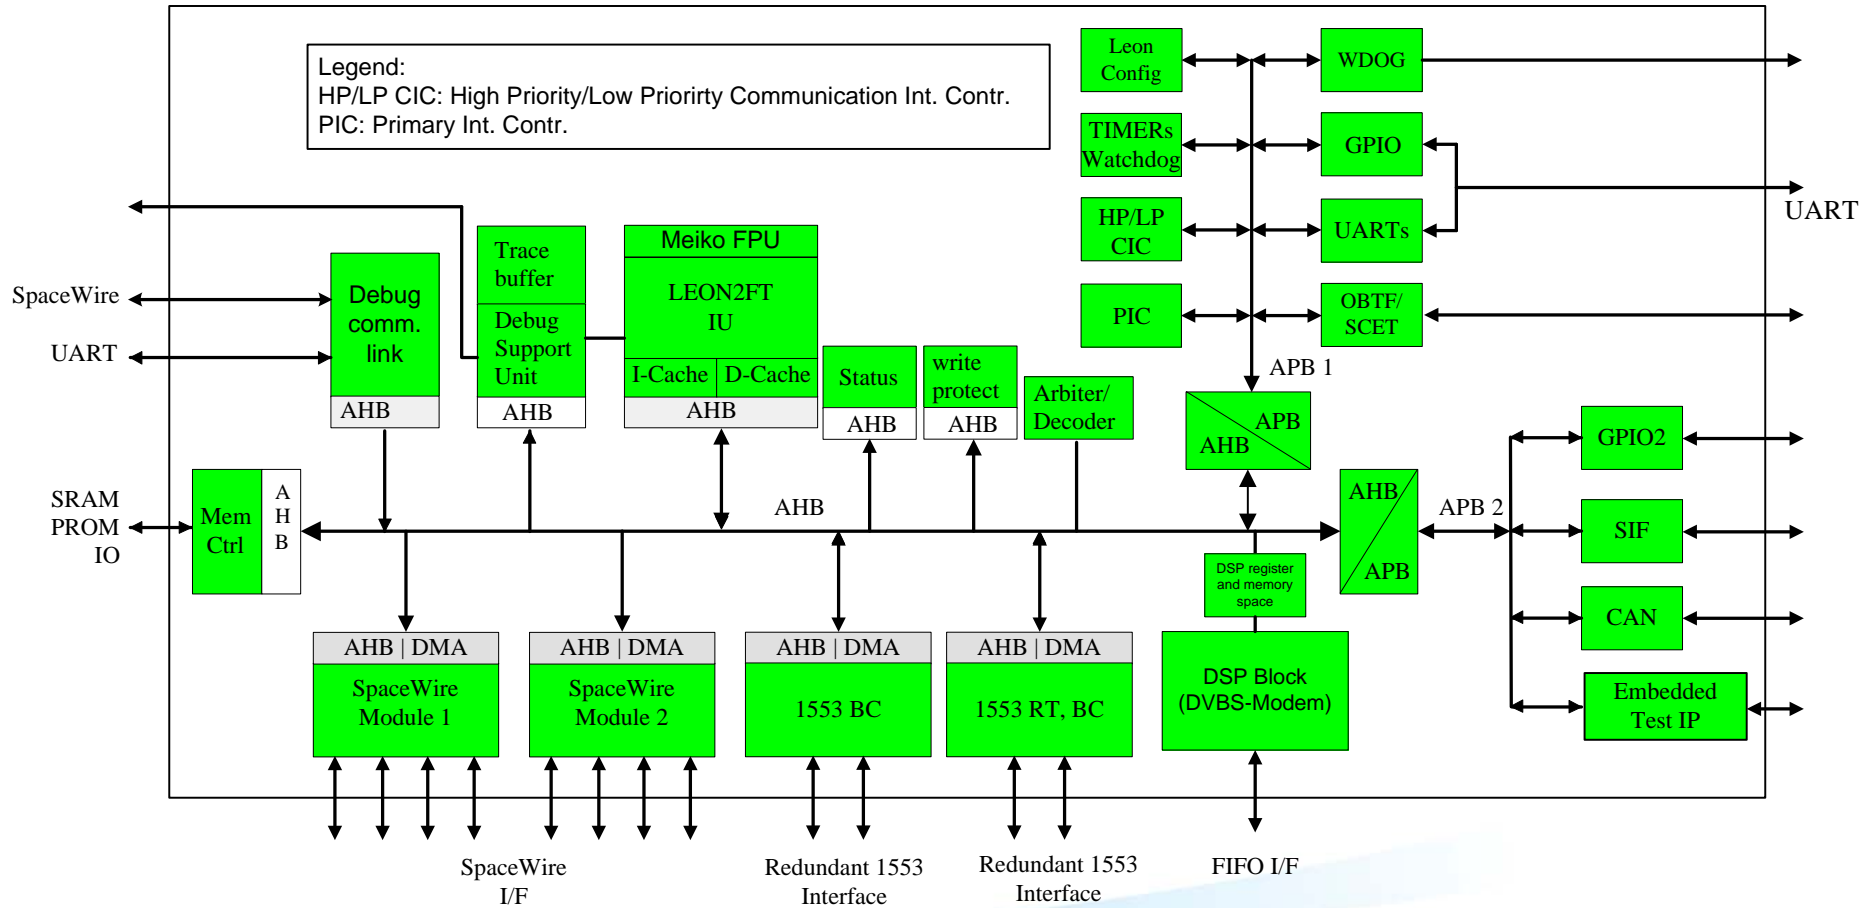 Legend:
HP/LP CIC: High Priority/Low Priorirty Communication Int. Contr.
PIC: Primary Int. Contr.
Leon
Config
WDOG
TIMERs
Watchdog
GPIO
UART
HP/LP
CIC
UARTs
PIC
OBTF/
SCET
APB 1
SpaceWire
UART
Debug
comm.
link
AHB
Trace
buffer
Debug
Support
Unit
AHB
Meiko FPU
LEON2FT
IU
I-Cache
D-Cache
AHB
Status
AHB
write
protect
AHB
Arbiter/
Decoder
APB
AHB
AHB
APB
APB 2
GPIO2
SIF
CAN
Embedded
Test IP
SRAM
PROM
IO
Mem
Ctrl
A
H
B
AHB
DSP register
and memory
space
AHB | DMA
SpaceWire
Module 1
AHB | DMA
SpaceWire
Module 2
AHB | DMA
1553 BC
AHB | DMA
1553 RT, BC
DSP Block
(DVBS-Modem)
SpaceWire
I/F
Redundant 1553
Interface
Redundant 1553
Interface
FIFO I/F